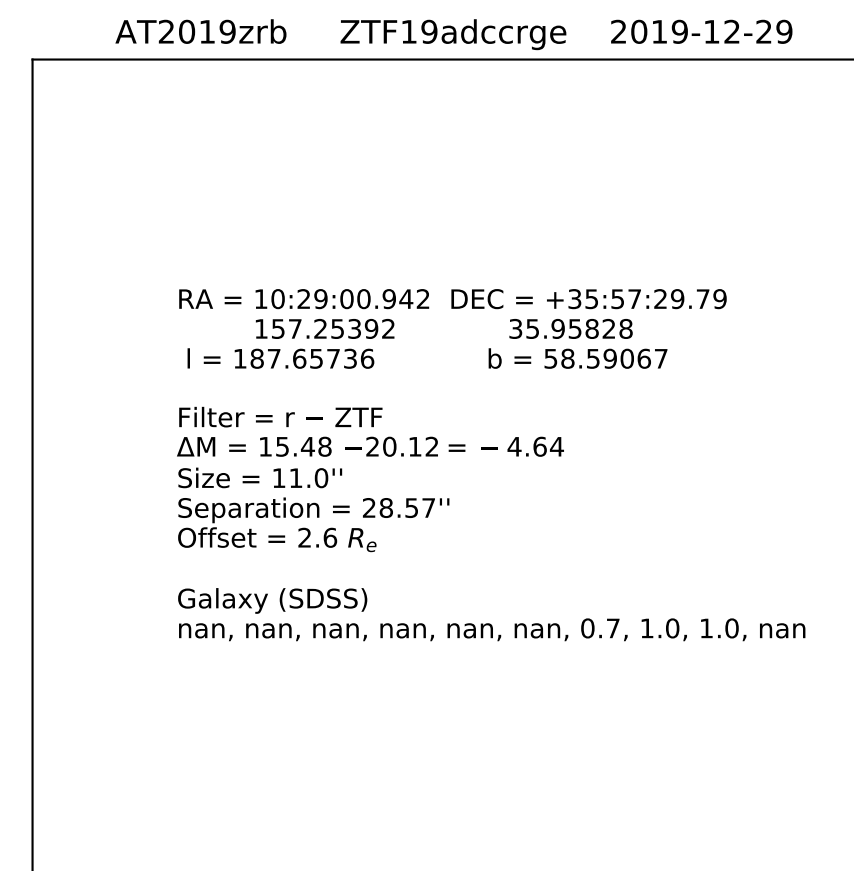 AT2019zrb ZTF19adccrge 2019-12-29
RA = 10:29:00.942 DEC = +35:57:29.79
157.25392 35.95828
l = 187.65736 b = 58.59067
Filter = r − ZTF
ΔM = 15.48 −20.12 = − 4.64
Size = 11.0''
Separation = 28.57''
Offset = 2.6 Re
Galaxy (SDSS)
nan, nan, nan, nan, nan, nan, 0.7, 1.0, 1.0, nan